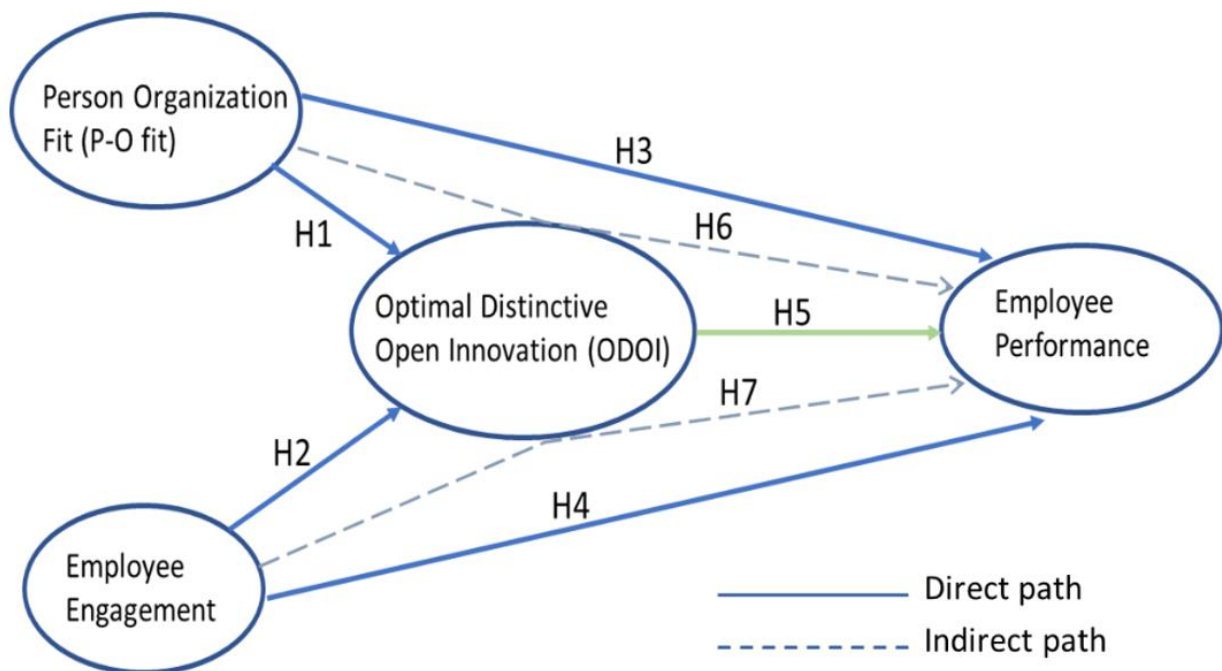 Person Organization
Fit (P-O fit)
H3
H6
H1
Optimal Distinctive
Open Innovation (ODOI)
H5
Employee
Performance
H7
H2
H4
Employee
Engagement
Direct path
Indirect path